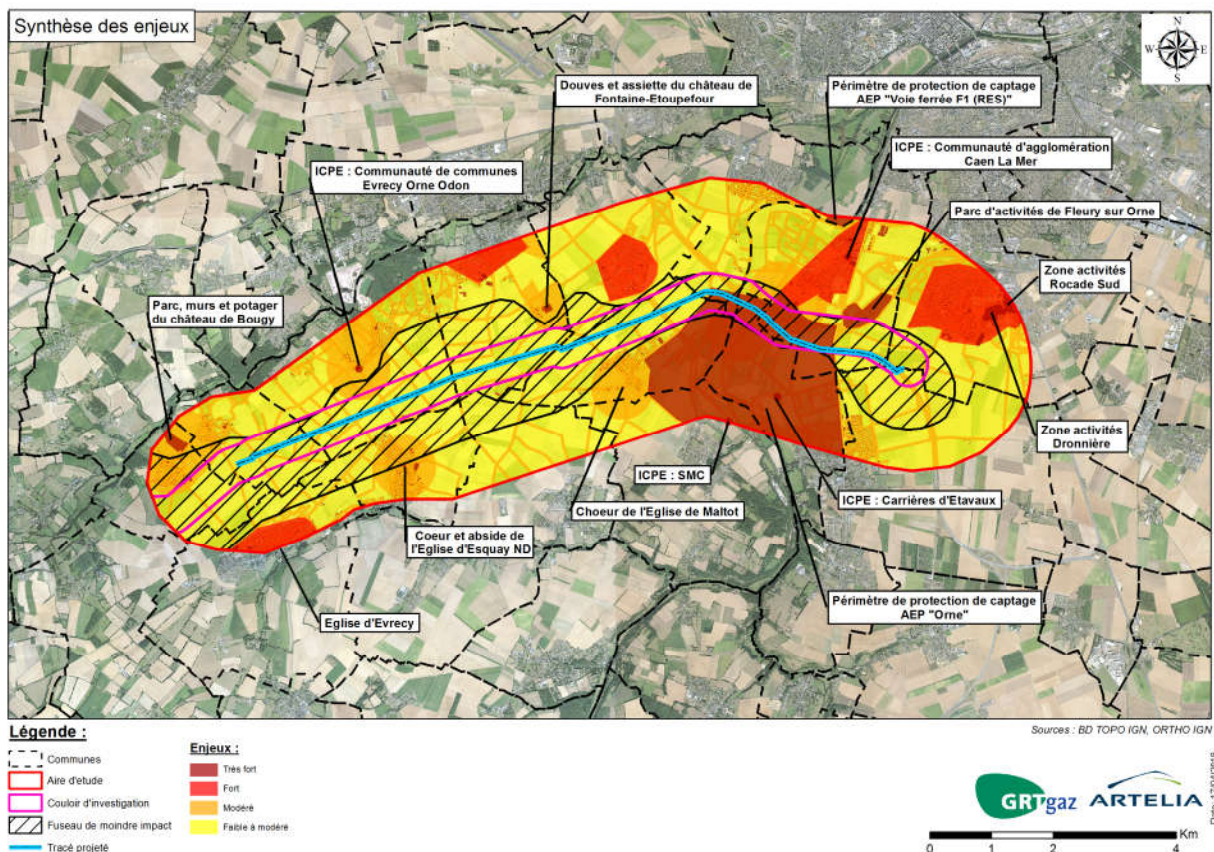 Synthèse des enjeux
N
W E
S
Douves et assiette du château de
Fontaine-Etoupefour
Périmètre de protection de captage
AEP "Voie ferrée F1 (RES)"
ICPE : Communauté d'agglomération
Caen La Mer
ICPE : Communauté de communes
Evrecy Orne Odon
Parc d'activités de Fleury sur Orne
Zone activités
Rocade Sud
Parc, murs et potager
du château de Bougy
Zone activités
Dronnière
ICPE : SMC
ICPE : Carrières d'Etavaux
Choeur de l'Eglise de Maltot
Coeur et abside de
l'Eglise d'Esquay ND
Périmètre de protection de captage
AEP "Orne"
Eglise d'Evrecy
Légende :
Communes
Aire d'etude
Couloir d'investigation
Fuseau de moindre impact
Tracé projeté
Enjeux :
Très fort
Fort
Modéré
Faible à modéré
Sources : BD TOPO IGN, ORTHO IGN
GRTgaz
ARTELIA
Km
0 1 2 4